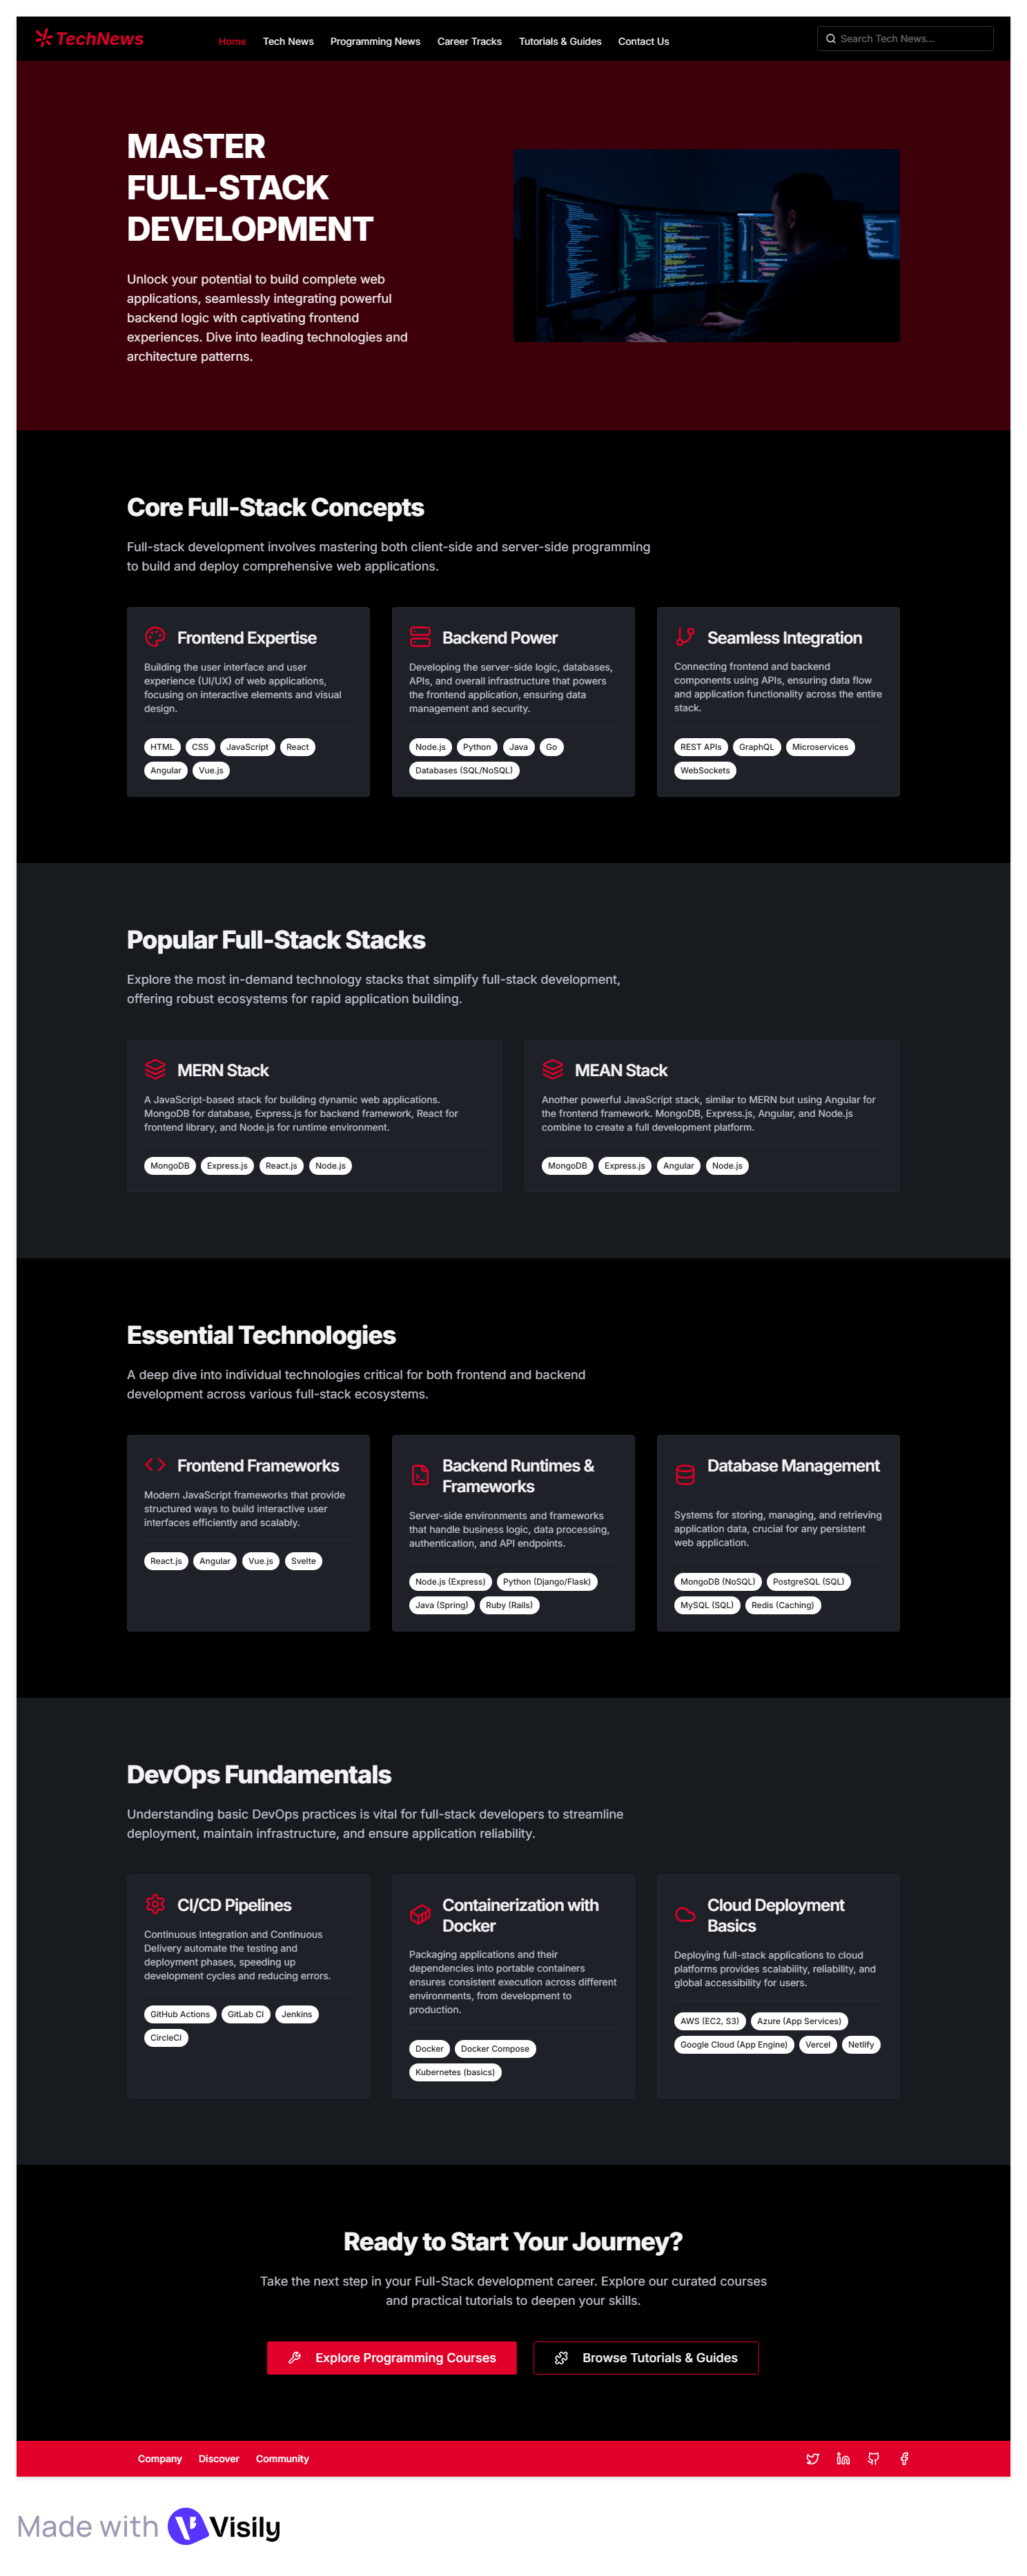 TechNews
Home Tech News Programming News Career Tracks Tutorials & Guides Contact Us
Search Tech News...
MASTER
FULL-STACK
DEVELOPMENT
Unlock your potential to build complete web
applications, seamlessly integrating powerful
backend logic with captivating frontend
experiences. Dive into leading technologies and
architecture patterns.
Core Full-Stack Concepts
Full-stack development involves mastering both client-side and server-side programming
to build and deploy comprehensive web applications.
Frontend Expertise
Building the user interface and user
experience (UI/UX) of web applications,
focusing on interactive elements and visual
design.
HTML CSS JavaScript React
Angular Vue.js
Backend Power
Developing the server-side logic, databases,
APIs, and overall infrastructure that powers
the frontend application, ensuring data
management and security.
Node.js Python Java Go
Databases (SQL/NoSQL)
Seamless Integration
Connecting frontend and backend
components using APIs, ensuring data flow
and application functionality across the entire
stack.
REST APIs GraphQL Microservices
WebSockets
Popular Full-Stack Stacks
Explore the most in-demand technology stacks that simplify full-stack development,
offering robust ecosystems for rapid application building.
MERN Stack
A JavaScript-based stack for building dynamic web applications.
MongoDB for database, Express.js for backend framework, React for
frontend library, and Node.js for runtime environment.
MongoDB Express.js React.js Node.js
MEAN Stack
Another powerful JavaScript stack, similar to MERN but using Angular for
the frontend framework. MongoDB, Express.js, Angular, and Node.js
combine to create a full development platform.
MongoDB Express.js Angular Node.js
Essential Technologies
A deep dive into individual technologies critical for both frontend and backend
development across various full-stack ecosystems.
Frontend Frameworks
Modern JavaScript frameworks that provide
structured ways to build interactive user
interfaces efficiently and scalably.
React.js Angular Vue.js Svelte
Backend Runtimes &
Frameworks
Server-side environments and frameworks
that handle business logic, data processing,
authentication, and API endpoints.
Node.js (Express) Python (Django/Flask)
Java (Spring) Ruby (Rails)
Database Management
Systems for storing, managing, and retrieving
application data, crucial for any persistent
web application.
MongoDB (NoSQL) PostgreSQL (SQL)
MySQL (SQL) Redis (Caching)
DevOps Fundamentals
Understanding basic DevOps practices is vital for full-stack developers to streamline
deployment, maintain infrastructure, and ensure application reliability.
CI/CD Pipelines
Continuous Integration and Continuous
Delivery automate the testing and
deployment phases, speeding up
development cycles and reducing errors.
GitHub Actions GitLab CI Jenkins
CircleCI
Containerization with
Docker
Packaging applications and their
dependencies into portable containers
ensures consistent execution across different
environments, from development to
production.
Docker Docker Compose
Kubernetes (basics)
Cloud Deployment
Basics
Deploying full-stack applications to cloud
platforms provides scalability, reliability, and
global accessibility for users.
AWS (EC2, S3) Azure (App Services)
Google Cloud (App Engine) Vercel Netlify
Ready to Start Your Journey?
Take the next step in your Full-Stack development career. Explore our curated courses
and practical tutorials to deepen your skills.
Explore Programming Courses
Browse Tutorials & Guides
Company Discover Community
Made with Visily